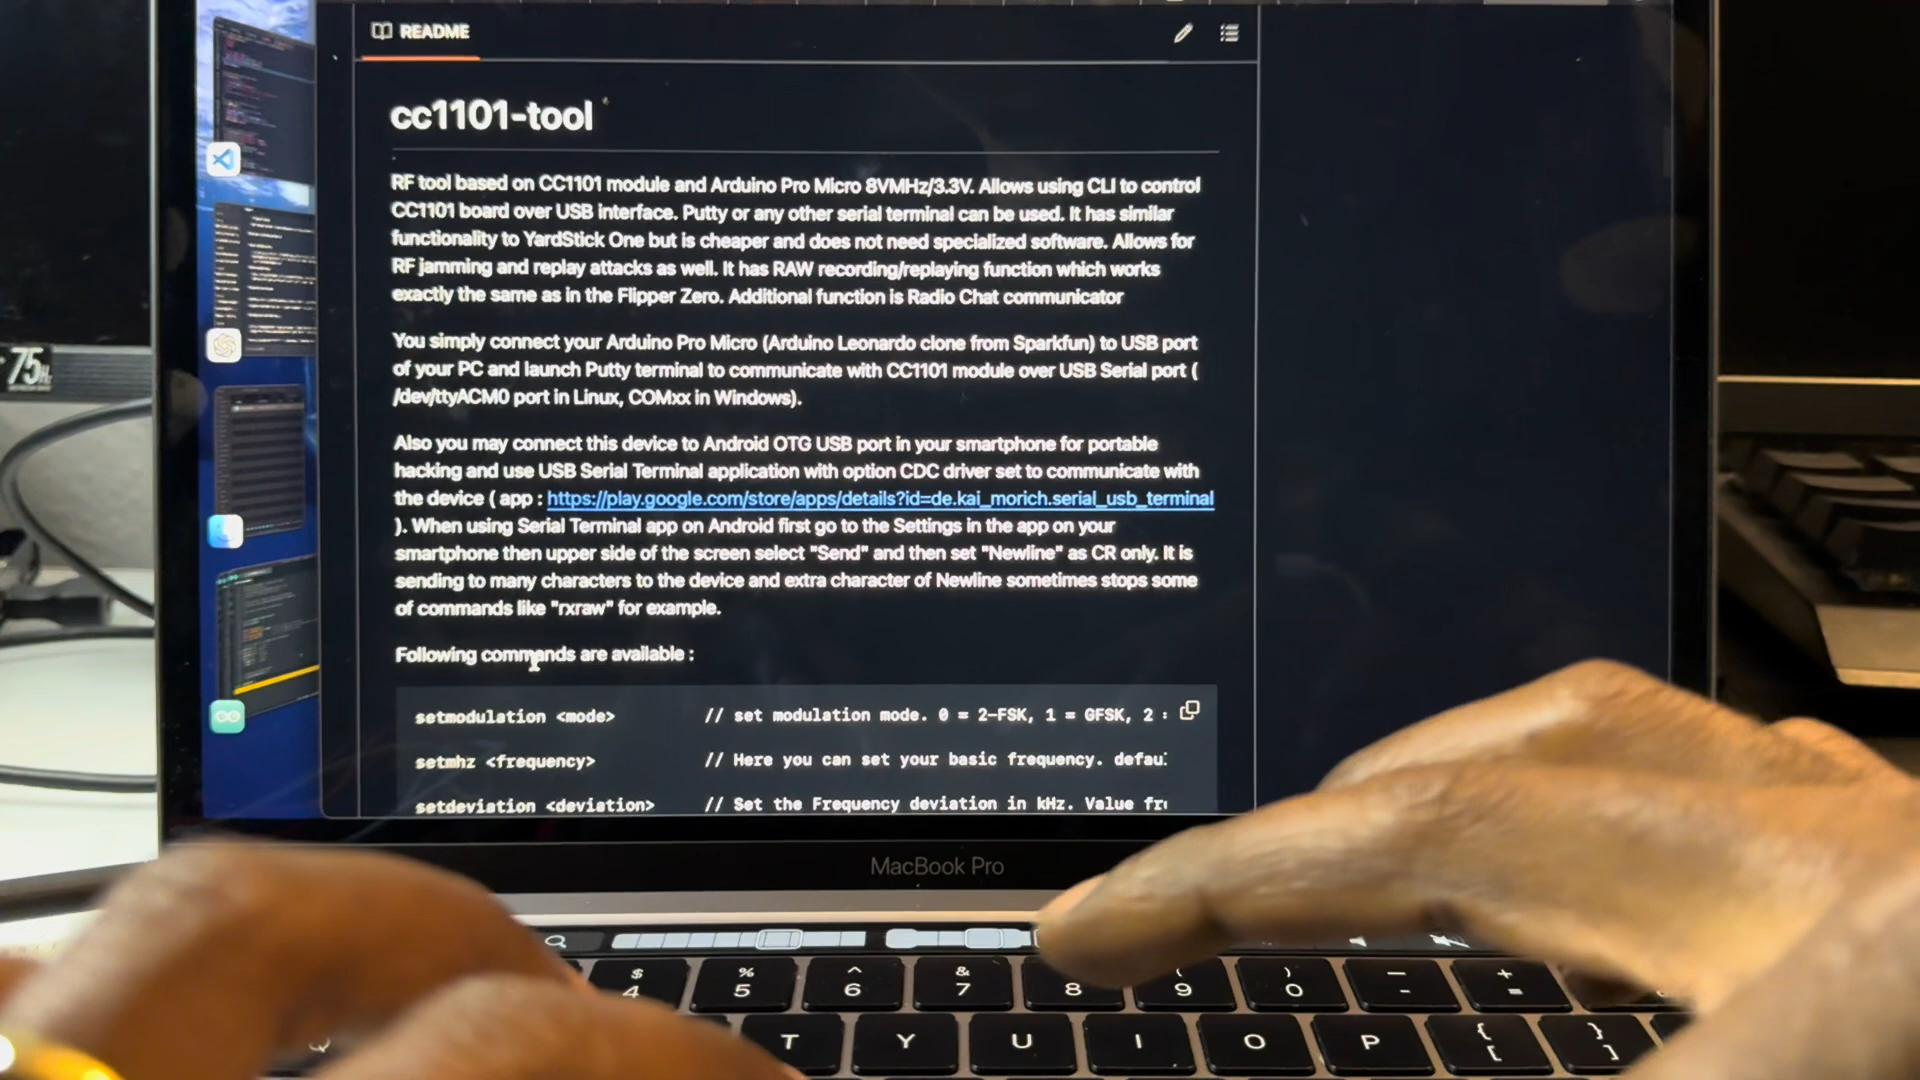 README
cc1101-tool
RF tool based on CC1101 module and Arduino Pro Micro 8VMHz/3.3V. Allows using CLI to control
CC1101 board over USB interface. Putty or any other serial terminal can be used. It has similar
functionality to YardStick One but is cheaper and does not need specialized software. Allows for
RF jamming and replay attacks as well. It has RAW recording/replaying function which works
exactly the same as in the Flipper Zero. Additional function is Radio Chat communicator
You simply connect your Arduino Pro Micro (Arduino Leonardo clone from Sparkfun) to USB port
of your PC and launch Putty terminal to communicate with CC1101 module over USB Serial port (
/dev/ttyACM0 port in Linux, COMxx in Windows).
75Hz
Also you may connect this device to Android OTG USB port in your smartphone for portable
hacking and use USB Serial Terminal application with option CDC driver set to communicate with
the device ( app : https://play.google.com/store/apps/details?id=de.kai_morich.serial_usb_terminal
). When using Serial Terminal app on Android first go to the Settings in the app on your
smartphone then upper side of the screen select "Send" and then set "Newline" as CR only. It is
sending to many characters to the device and extra character of Newline sometimes stops some
of commands like "rxraw" for example.
Following commands are available :
setmodulation <mode> // set modulation mode. 0 = 2-FSK, 1 = GFSK, 2 :
setmhz <frequency> // Here you can set your basic frequency. defau
setdeviation <deviation> // Set the Frequency deviation in kHz. Value fr
MacBook Pro
$ % ^ & ( ) — +
4 5 6 7 8 9 0 - =
T Y U I O P { }
[ ]